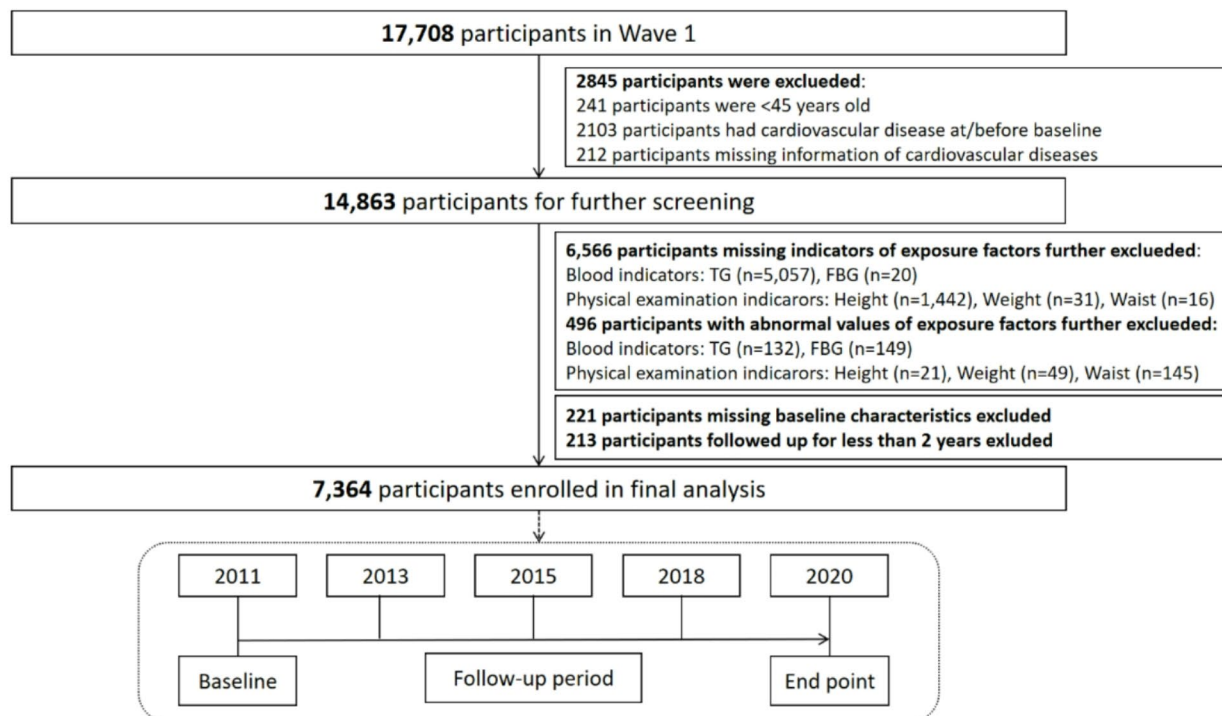 17,708 participants in Wave 1
2845 participants were exclueded:
241 participants were <45 years old
2103 participants had cardiovascular disease at/before baseline
212 participants missing information of cardiovascular diseases
14,863 participants for further screening
6,566 participants missing indicators of exposure factors further exclueded:
Blood indicators: TG (n=5,057), FBG (n=20)
Physical examination indicarors: Height (n=1,442), Weight (n=31), Waist (n=16)
496 participants with abnormal values of exposure factors further exclueded:
Blood indicators: TG (n=132), FBG (n=149)
Physical examination indicarors: Height (n=21), Weight (n=49), Waist (n=145)
221 participants missing baseline characteristics excluded
213 participants followed up for less than 2 years exluded
7,364 participants enrolled in final analysis
2011 2013 2015 2018 2020
Baseline Follow-up period End point